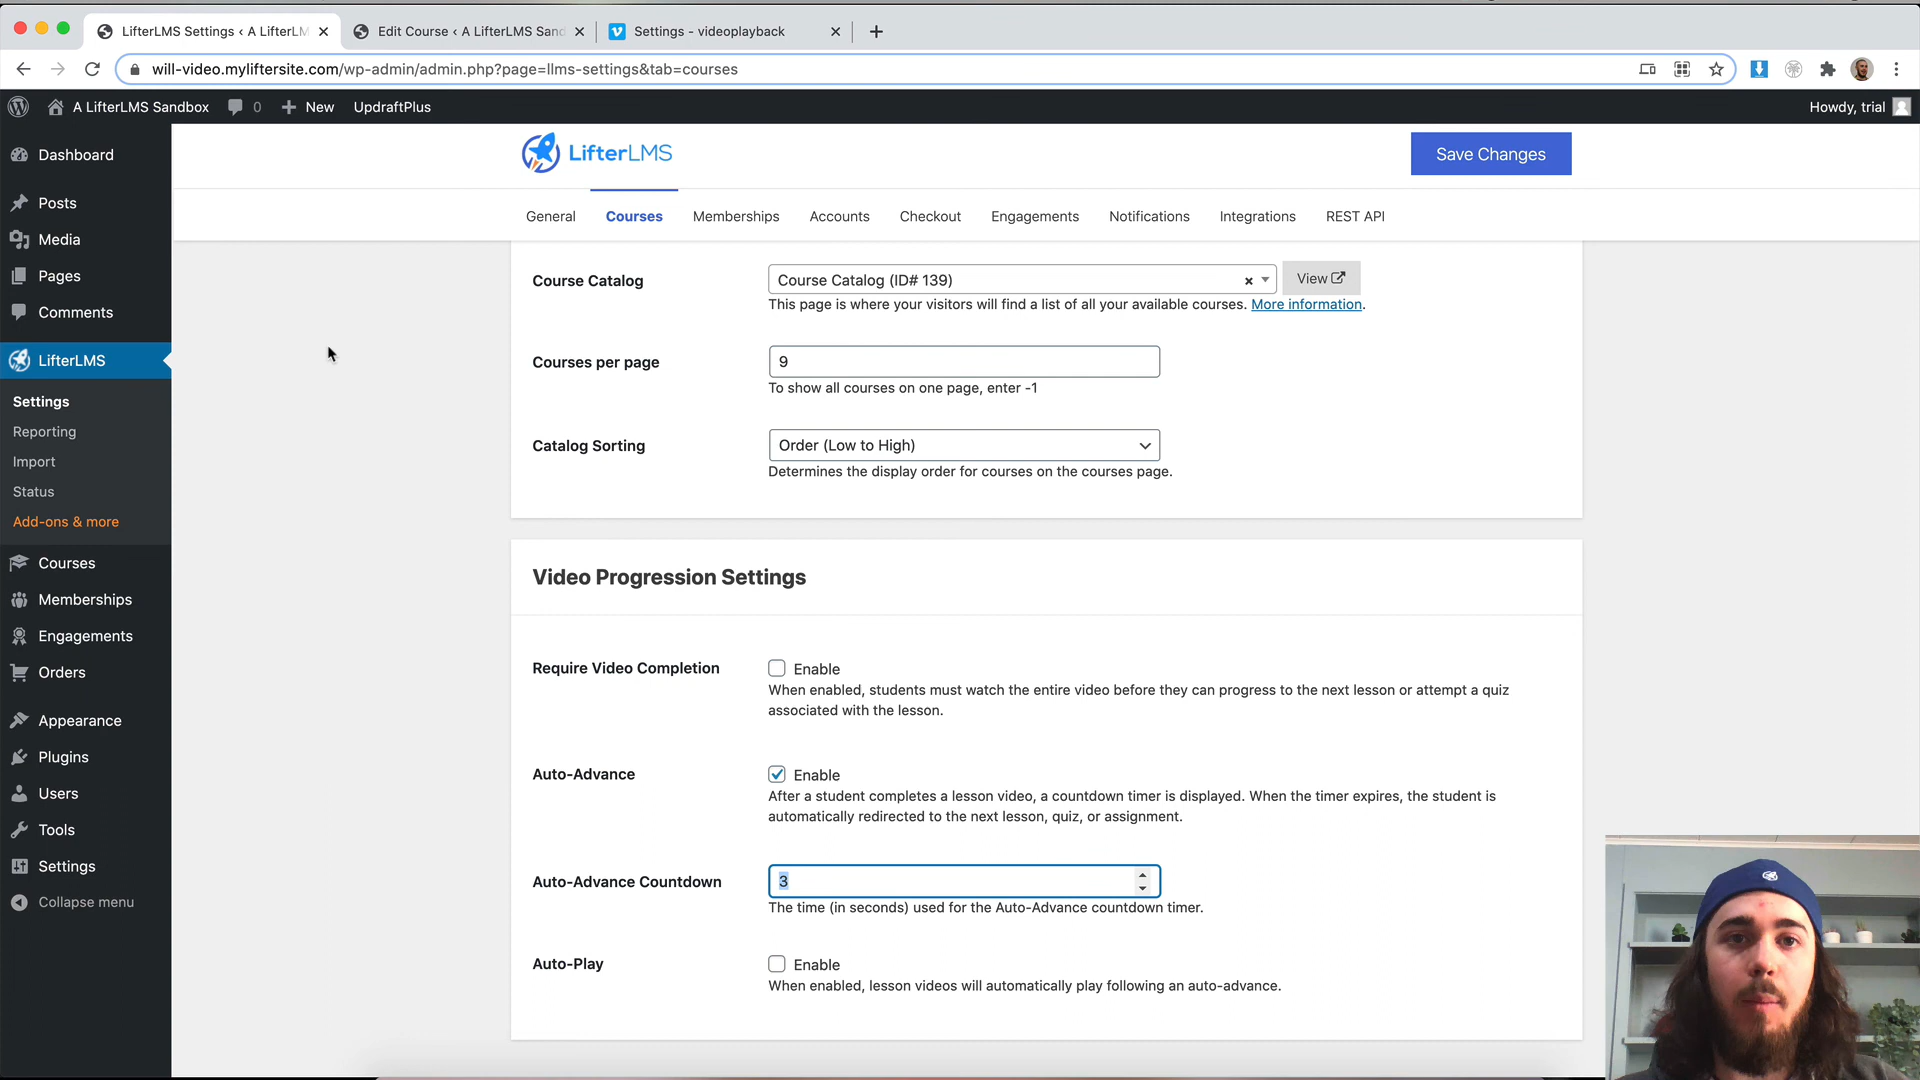 LifterLMS Settings ‹ A LifterLM
Edit Course ‹ A LifterLMS Sand
Settings - videoplayback
will-video.myliftersite.com/wp-admin/admin.php?page=llms-settings&tab=courses
A LifterLMS Sandbox
0
New
UpdraftPlus
Howdy, trial
Dashboard
Posts
Media
Pages
Comments
LifterLMS
Settings
Reporting
Import
Status
Add-ons & more
Courses
Memberships
Engagements
Orders
Appearance
Plugins
Users
Tools
Settings
Collapse menu
LifterLMS
Save Changes
General
Courses
Memberships
Accounts
Checkout
Engagements
Notifications
Integrations
REST API
Course Catalog
Course Catalog (ID# 139)
×
View
This page is where your visitors will find a list of all your available courses. More information.
Courses per page
9
To show all courses on one page, enter -1
Catalog Sorting
Order (Low to High)
Determines the display order for courses on the courses page.
Video Progression Settings
Require Video Completion
Enable
When enabled, students must watch the entire video before they can progress to the next lesson or attempt a quiz
associated with the lesson.
Auto-Advance
Enable
After a student completes a lesson video, a countdown timer is displayed. When the timer expires, the student is
automatically redirected to the next lesson, quiz, or assignment.
Auto-Advance Countdown
3
The time (in seconds) used for the Auto-Advance countdown timer.
Auto-Play
Enable
When enabled, lesson videos will automatically play following an auto-advance.